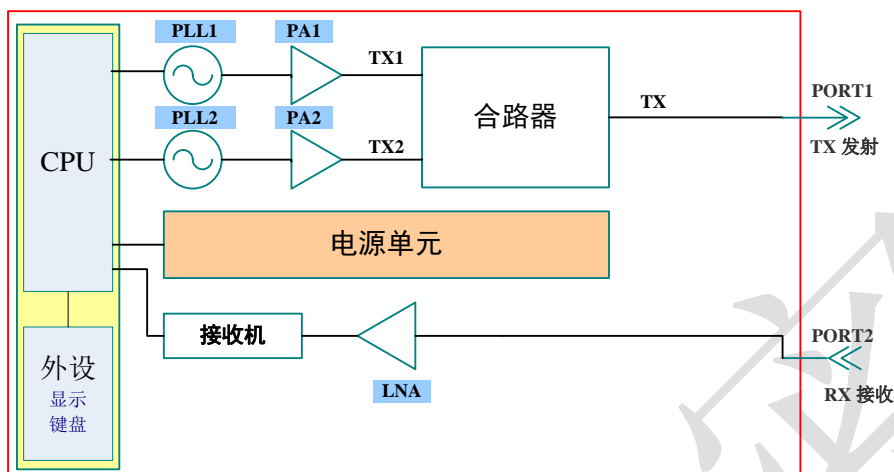 PLL1
PA1
TX1
PLL2
PA2
TX2
合路器
TX
PORT1
TX 发射
CPU
电源单元
接收机
LNA
PORT2
RX 接收
外设
显示
键盘